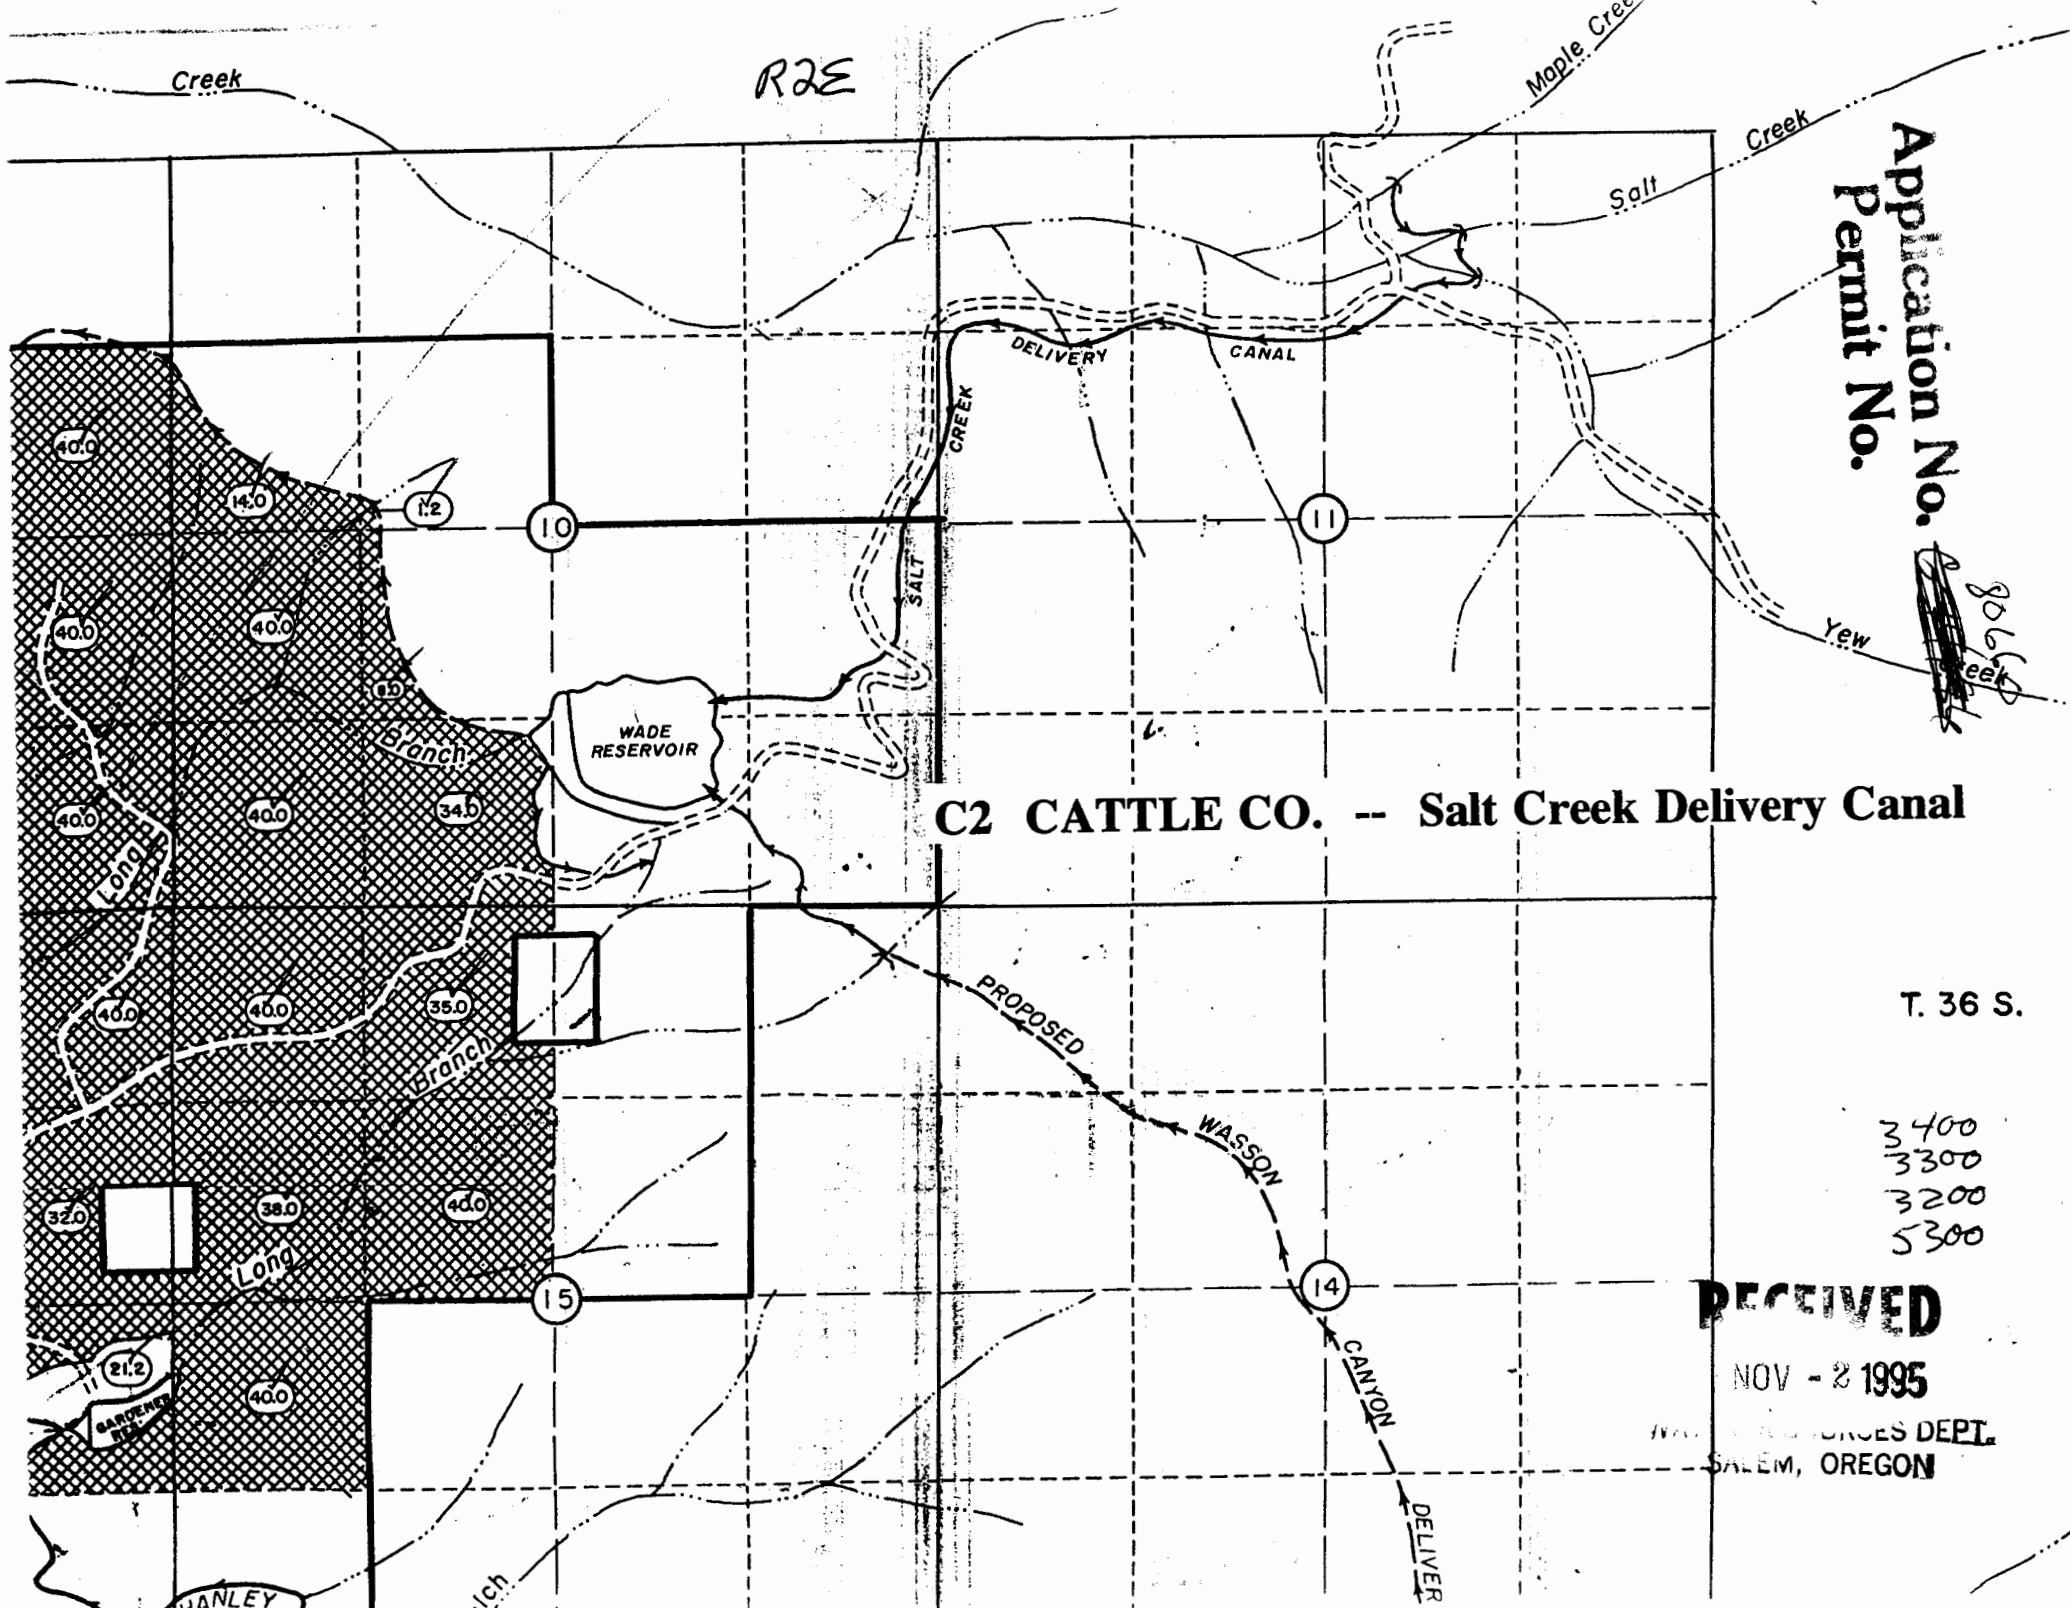 R2E
Creek
Maple
Creek
Salt
Application No.
Permit No.
DELIVERY
CANAL
CREEK
SALT
40.0
14.0
1.2
10
11
40.0
40.0
Yew
WADE
RESERVOIR
Branch
40.0
40.0
34.0
C2 CATTLE CO. -- Salt Creek Delivery Canal
Long
40.0
40.0
35.0
Branch
PROPOSED
T. 36 S.
WASSON
3400
3300
3200
5300
32.0
38.0
40.0
Long
15
14
RECEIVED
NOV - 2 1995
DEPT.
SALEM, OREGON
21.2
40.0
GARDENER
RES.
CANYON
DELIVER